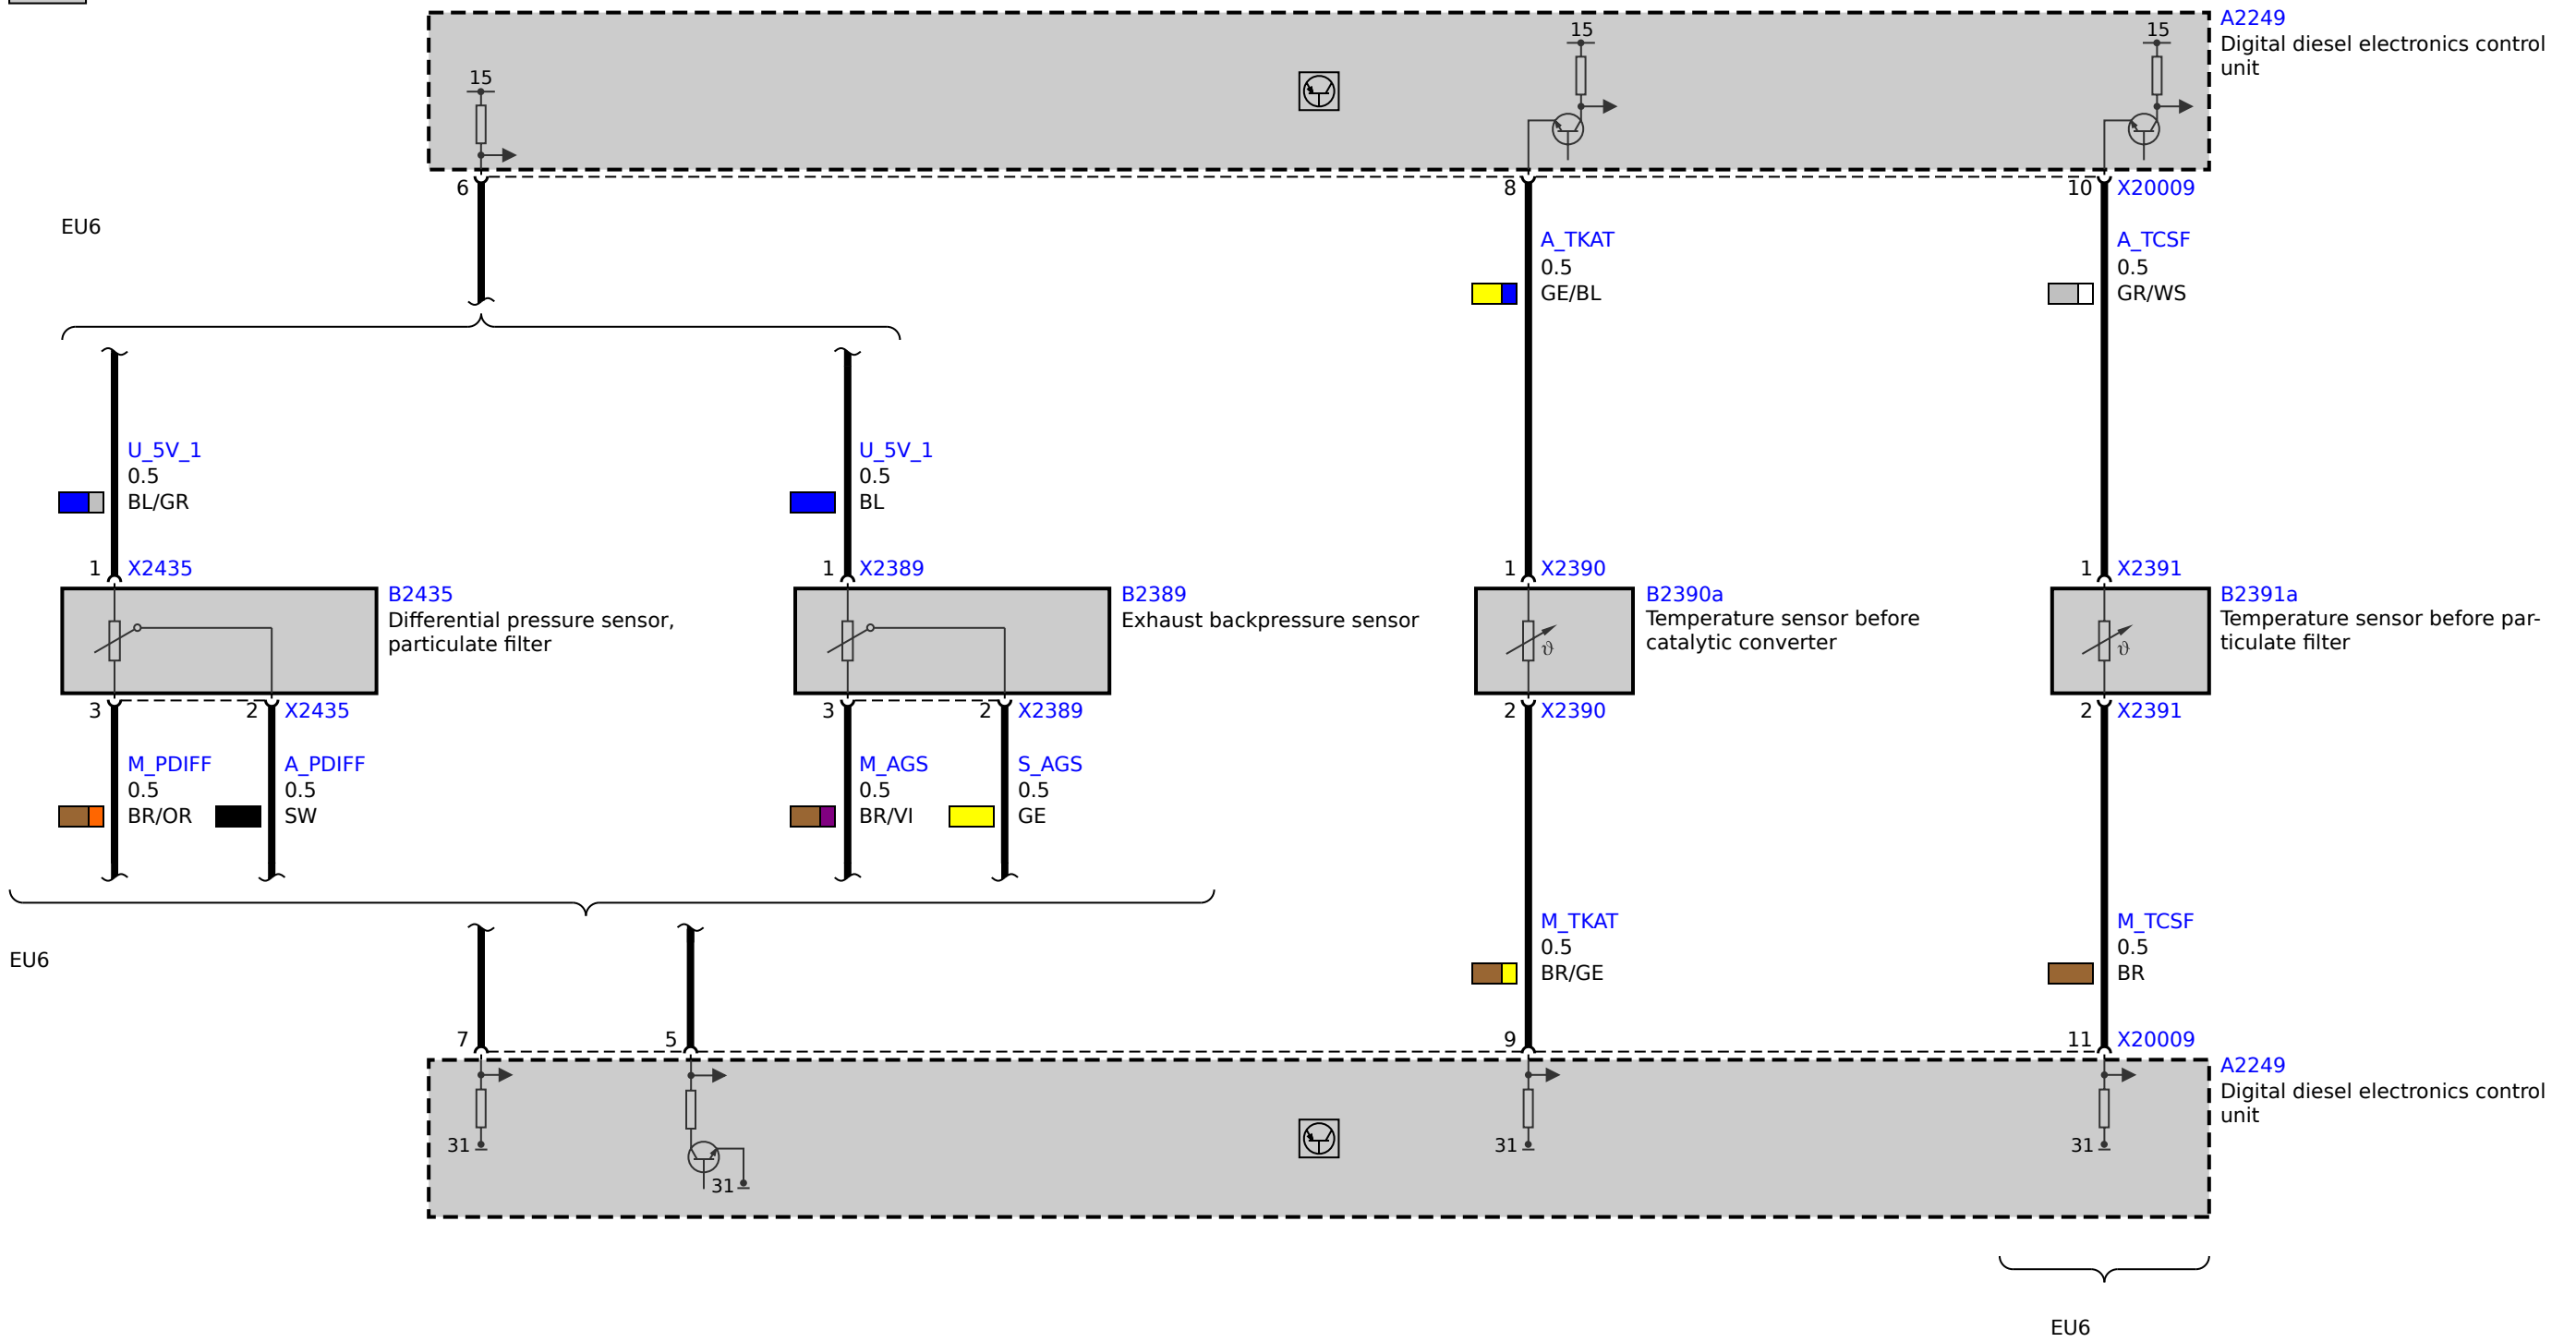 A2249
Digital diesel electronics control
unit
15
15
15
6
8
10
X20009
EU6
A_TKAT
0.5
GE/BL
A_TCSF
0.5
GR/WS
U_5V_1
0.5
BL/GR
U_5V_1
0.5
BL
1
X2435
1
X2389
1
X2390
1
X2391
B2435
Differential pressure sensor,
particulate filter
B2389
Exhaust backpressure sensor
B2390a
Temperature sensor before
catalytic converter
B2391a
Temperature sensor before par-
ticulate filter
ϑ
ϑ
3
2
X2435
3
2
X2389
2
X2390
2
X2391
M_PDIFF
0.5
BR/OR
A_PDIFF
0.5
SW
M_AGS
0.5
BR/VI
S_AGS
0.5
GE
M_TKAT
0.5
BR/GE
M_TCSF
0.5
BR
EU6
7
5
9
11
X20009
A2249
Digital diesel electronics control
unit
31
31
31
31
EU6